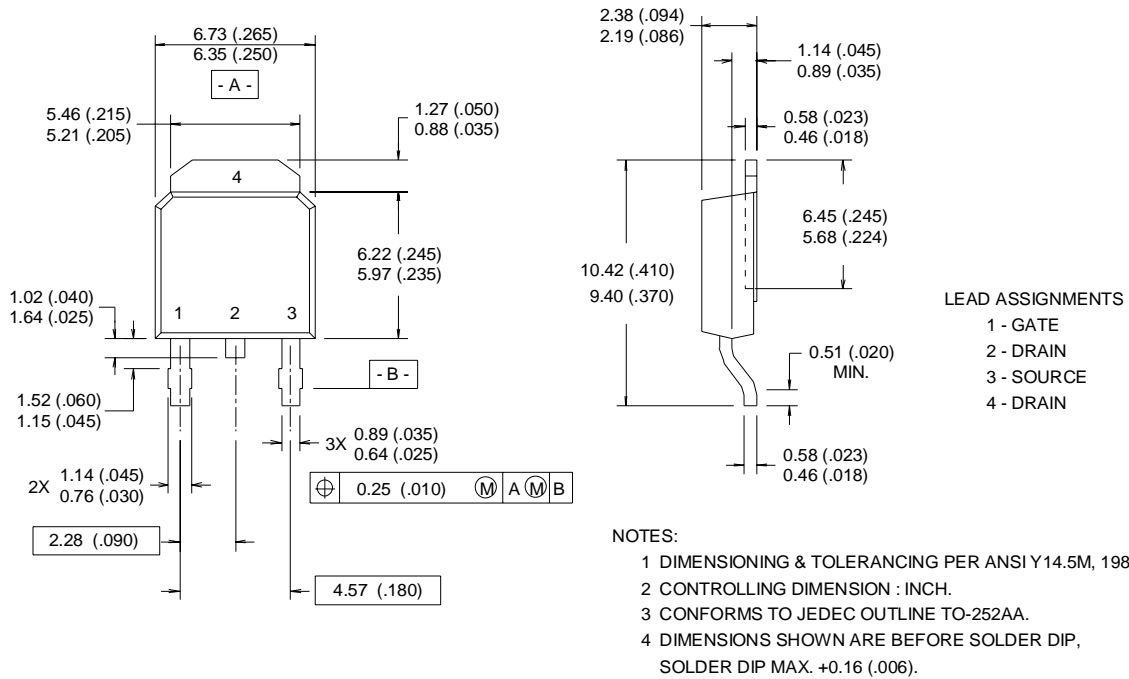 6.73 (.265)
6.35 (.250)
- A -
5.46 (.215)
5.21 (.205)
1.27 (.050)
0.88 (.035)
4
6.22 (.245)
5.97 (.235)
1.02 (.040)
1.64 (.025)
1 2 3
- B -
1.52 (.060)
1.15 (.045)
3X 0.89 (.035)
0.64 (.025)
2X 1.14 (.045)
0.76 (.030)
⌖ 0.25 (.010) Ⓜ A Ⓜ B
2.28 (.090)
4.57 (.180)
2.38 (.094)
2.19 (.086)
1.14 (.045)
0.89 (.035)
0.58 (.023)
0.46 (.018)
6.45 (.245)
5.68 (.224)
10.42 (.410)
9.40 (.370)
0.51 (.020)
MIN.
0.58 (.023)
0.46 (.018)
LEAD ASSIGNMENTS
1 - GATE
2 - DRAIN
3 - SOURCE
4 - DRAIN
NOTES:
1 DIMENSIONING & TOLERANCING PER ANSI Y14.5M, 198
2 CONTROLLING DIMENSION : INCH.
3 CONFORMS TO JEDEC OUTLINE TO-252AA.
4 DIMENSIONS SHOWN ARE BEFORE SOLDER DIP,
SOLDER DIP MAX. +0.16 (.006).